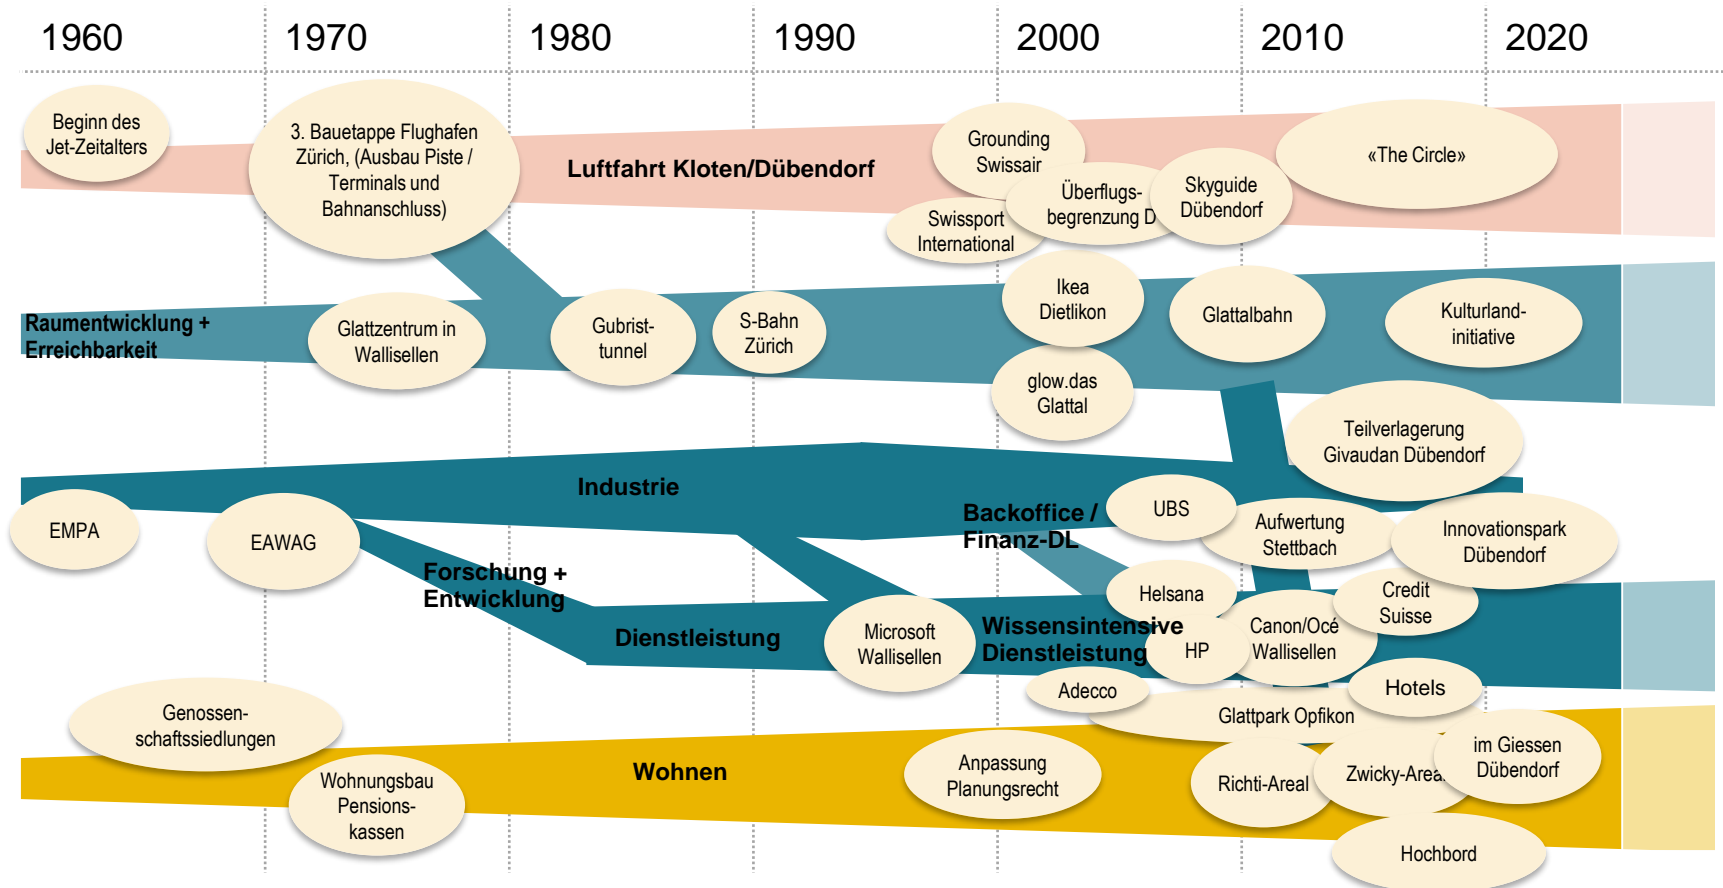 1960
1970
1980
1990
2000
2010
2020
Beginn des
Jet-Zeitalters
3. Bauetappe Flughafen
Zürich, (Ausbau Piste /
Terminals und
Bahnanschluss)
Luftfahrt Kloten/Dübendorf
Grounding
Swissair
Swissport
International
Überflugs-
begrenzung D
Skyguide
Dübendorf
«The Circle»
Raumentwicklung +
Erreichbarkeit
Glattzentrum in
Wallisellen
Gubrist-
tunnel
S-Bahn
Zürich
Ikea
Dietlikon
glow.das
Glattal
Glattalbahn
Kulturland-
initiative
Teilverlagerung
Givaudan Dübendorf
Industrie
EMPA
EAWAG
Forschung +
Entwicklung
Backoffice /
Finanz-DL
UBS
Aufwertung
Stettbach
Innovationspark
Dübendorf
Helsana
Credit
Suisse
Dienstleistung
Microsoft
Wallisellen
Wissensintensive
Dienstleistung
HP
Canon/Océ
Wallisellen
Adecco
Hotels
Glattpark Opfikon
Genossen-
schaftssiedlungen
Wohnungsbau
Pensions-
kassen
Wohnen
Anpassung
Planungsrecht
Richti-Areal
Zwicky-Areal
im Giessen
Dübendorf
Hochbord